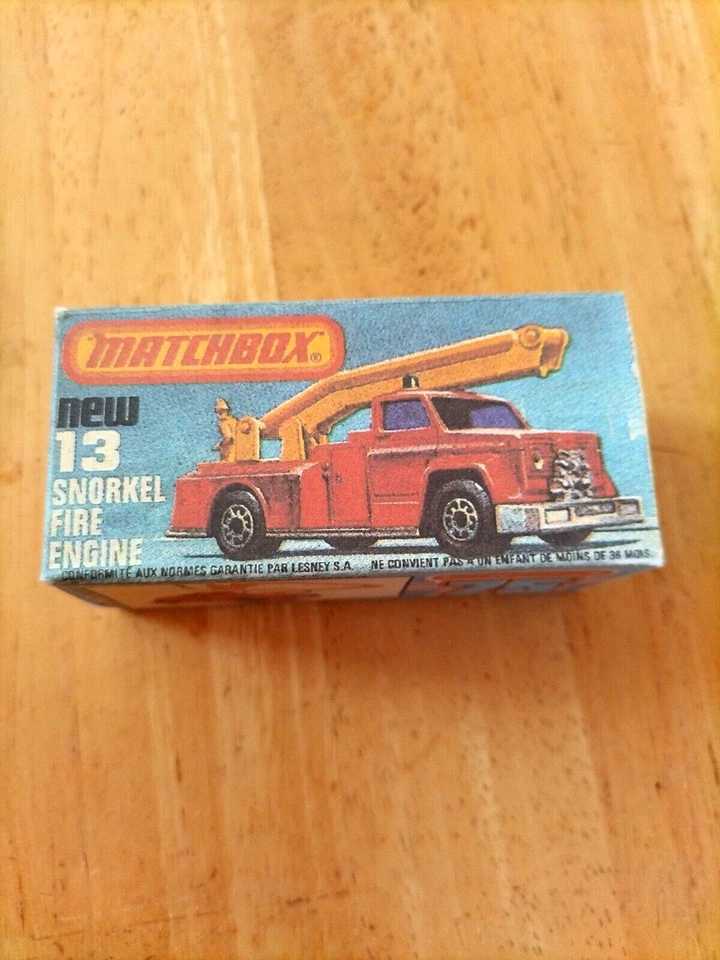 "MATCHBOX"®
new
13
SNORKEL
FIRE
ENGINE
CONFORMITÉ AUX NORMES GARANTIE PAR LESNEY S.A. NE CONVIENT PAS A UN ENFANT DE MOINS DE 36 MOIS.